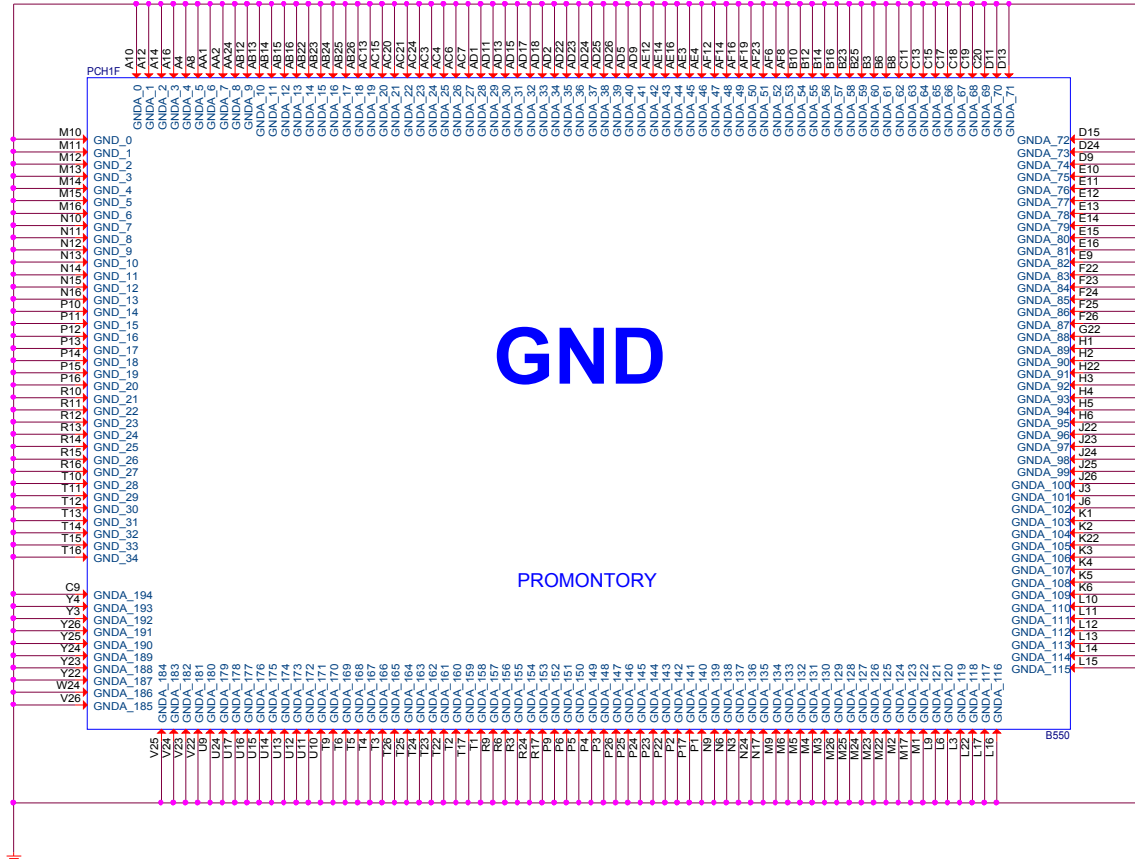 A10
A12
A14
A16
A4
A8
AA1
AA2
AA24
AB12
AB13
AB14
AB15
AB16
AB22
AB23
AB24
AB25
AB26
AC13
AC15
AC20
AC21
AC24
AC3
AC4
AC6
AC7
AD1
AD11
AD13
AD15
AD17
AD18
AD2
AD22
AD23
AD24
AD25
AD26
AD5
AD9
AE12
AE14
AE16
AE3
AE4
AF12
AF14
AF16
AF19
AF23
AF6
AF8
B10
B12
B14
B16
B23
B25
B3
B6
B8
C11
C13
C15
C17
C18
C19
C20
D11
D13
PCH1F
GNDA_0
GNDA_1
GNDA_2
GNDA_3
GNDA_4
GNDA_5
GNDA_6
GNDA_7
GNDA_8
GNDA_9
GNDA_10
GNDA_11
GNDA_12
GNDA_13
GNDA_14
GNDA_15
GNDA_16
GNDA_17
GNDA_18
GNDA_19
GNDA_20
GNDA_21
GNDA_22
GNDA_23
GNDA_24
GNDA_25
GNDA_26
GNDA_27
GNDA_28
GNDA_29
GNDA_30
GNDA_31
GNDA_32
GNDA_33
GNDA_34
GNDA_35
GNDA_36
GNDA_37
GNDA_38
GNDA_39
GNDA_40
GNDA_41
GNDA_42
GNDA_43
GNDA_44
GNDA_45
GNDA_46
GNDA_47
GNDA_48
GNDA_49
GNDA_50
GNDA_51
GNDA_52
GNDA_53
GNDA_54
GNDA_55
GNDA_56
GNDA_57
GNDA_58
GNDA_59
GNDA_60
GNDA_61
GNDA_62
GNDA_63
GNDA_64
GNDA_65
GNDA_66
GNDA_67
GNDA_68
GNDA_69
GNDA_70
GNDA_71
M10 GND_0
M11 GND_1
M12 GND_2
M13 GND_3
M14 GND_4
M15 GND_5
M16 GND_6
N10 GND_7
N11 GND_8
N12 GND_9
N13 GND_10
N14 GND_11
N15 GND_12
N16 GND_13
P10 GND_14
P11 GND_15
P12 GND_16
P13 GND_17
P14 GND_18
P15 GND_19
P16 GND_20
R10 GND_21
R11 GND_22
R12 GND_23
R13 GND_24
R14 GND_25
R15 GND_26
R16 GND_27
T10 GND_28
T11 GND_29
T12 GND_30
T13 GND_31
T14 GND_32
T15 GND_33
T16 GND_34
C9 GNDA_194
Y4 GNDA_193
Y3 GNDA_192
Y26 GNDA_191
Y25 GNDA_190
Y24 GNDA_189
Y23 GNDA_188
Y22 GNDA_187
W24 GNDA_186
V26 GNDA_185
GND
PROMONTORY
GNDA_72 D15
GNDA_73 D24
GNDA_74 D9
GNDA_75 E10
GNDA_76 E11
GNDA_77 E12
GNDA_78 E13
GNDA_79 E14
GNDA_80 E15
GNDA_81 E16
GNDA_82 E9
GNDA_83 F22
GNDA_84 F23
GNDA_85 F24
GNDA_86 F25
GNDA_87 F26
GNDA_88 G22
GNDA_89 H1
GNDA_90 H2
GNDA_91 H22
GNDA_92 H3
GNDA_93 H4
GNDA_94 H5
GNDA_95 H6
GNDA_96 J22
GNDA_97 J23
GNDA_98 J24
GNDA_99 J25
GNDA_100 J26
GNDA_101 J3
GNDA_102 J6
GNDA_103 K1
GNDA_104 K2
GNDA_105 K22
GNDA_106 K3
GNDA_107 K4
GNDA_108 K5
GNDA_109 K6
GNDA_110 L10
GNDA_111 L11
GNDA_112 L12
GNDA_113 L13
GNDA_114 L14
GNDA_115 L15
GNDA_184
GNDA_183
GNDA_182
GNDA_181
GNDA_180
GNDA_179
GNDA_178
GNDA_177
GNDA_176
GNDA_175
GNDA_174
GNDA_173
GNDA_172
GNDA_171
GNDA_170
GNDA_169
GNDA_168
GNDA_167
GNDA_166
GNDA_165
GNDA_164
GNDA_163
GNDA_162
GNDA_161
GNDA_160
GNDA_159
GNDA_158
GNDA_157
GNDA_156
GNDA_155
GNDA_154
GNDA_153
GNDA_152
GNDA_151
GNDA_150
GNDA_149
GNDA_148
GNDA_147
GNDA_146
GNDA_145
GNDA_144
GNDA_143
GNDA_142
GNDA_141
GNDA_140
GNDA_139
GNDA_138
GNDA_137
GNDA_136
GNDA_135
GNDA_134
GNDA_133
GNDA_132
GNDA_131
GNDA_130
GNDA_129
GNDA_128
GNDA_127
GNDA_126
GNDA_125
GNDA_124
GNDA_123
GNDA_122
GNDA_121
GNDA_120
GNDA_119
GNDA_118
GNDA_117
GNDA_116
B550
V25
V24
V23
V22
U9
U24
U17
U16
U15
U14
U13
U12
U11
U10
T9
T6
T5
T4
T3
T26
T25
T24
T23
T22
T2
T17
T1
R9
R6
R3
R24
R17
P9
P6
P5
P4
P3
P26
P25
P24
P23
P22
P2
P17
P1
N9
N6
N3
N24
N17
M9
M6
M5
M4
M3
M26
M25
M24
M23
M22
M2
M17
M1
L9
L6
L3
L22
L17
L16